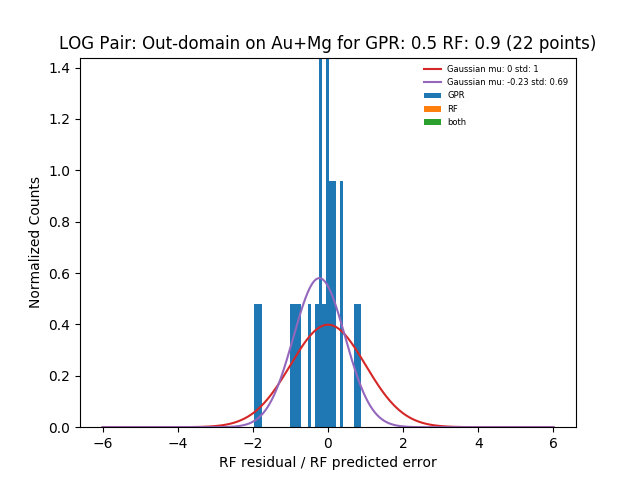 LOG Pair: Out-domain on Au+Mg for GPR: 0.5 RF: 0.9 (22 points)
Gaussian mu: 0 std: 1
Gaussian mu: -0.23 std: 0.69
GPR
RF
both
Normalized Counts
1.4
1.2
1.0
0.8
0.6
0.4
0.2
0.0
−6 −4 −2 0 2 4 6
RF residual / RF predicted error